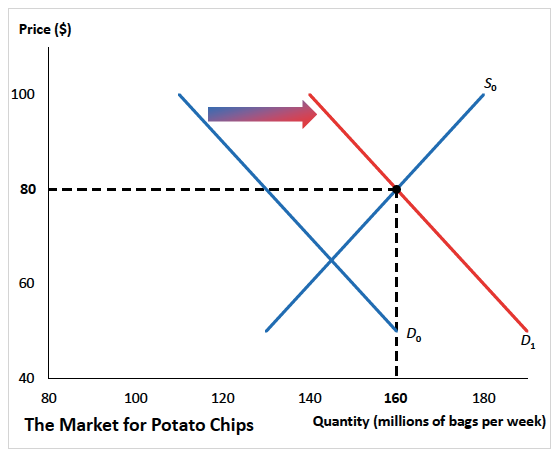 Price ($)
100
80
60
40
S0
D0
D1
80 100 120 140 160 180
The Market for Potato Chips
Quantity (millions of bags per week)